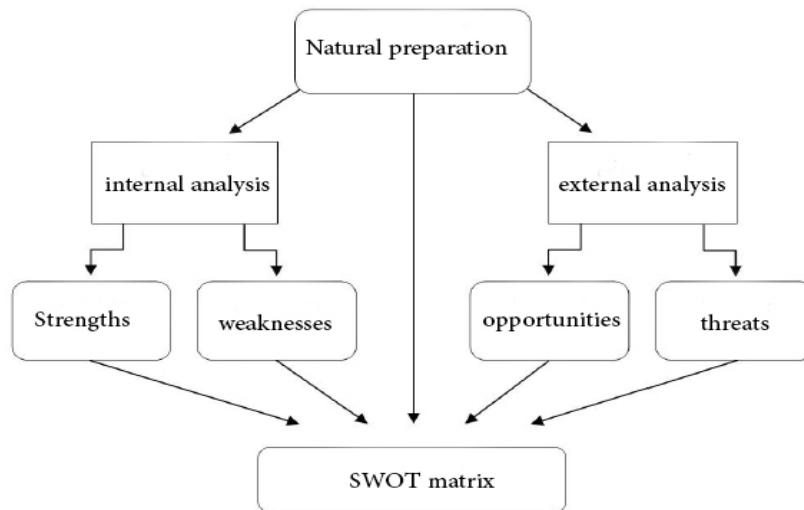 Natural preparation
internal analysis
external analysis
Strengths
weaknesses
opportunities
threats
SWOT matrix